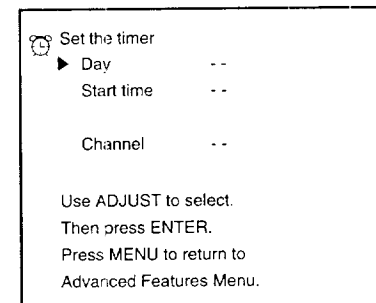 Set the timer
▶ Day - -
Start time - -
Channel - -
Use ADJUST to select.
Then press ENTER.
Press MENU to return to
Advanced Features Menu.